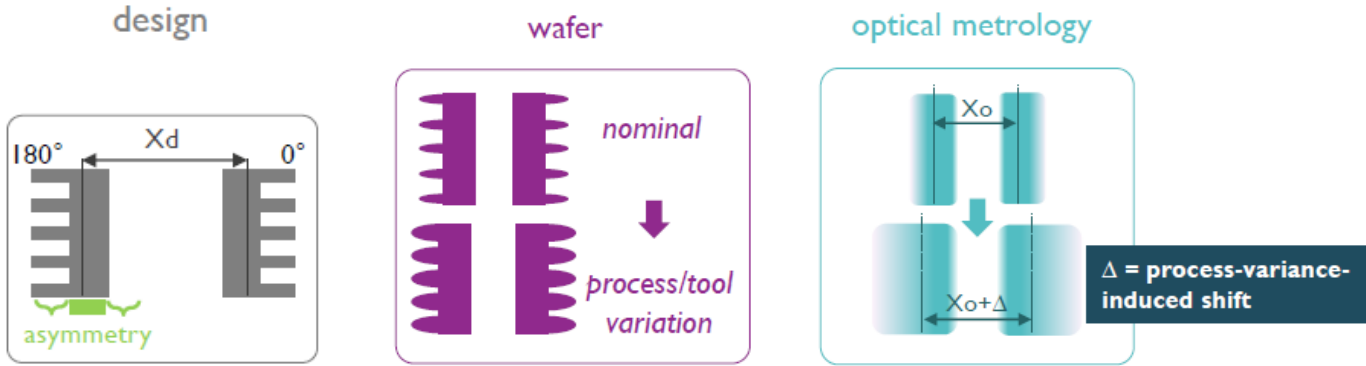 design
wafer
optical metrology
180°
Xd
0°
asymmetry
nominal
process/tool
variation
Xo
Xo+Δ
Δ = process-variance-
induced shift